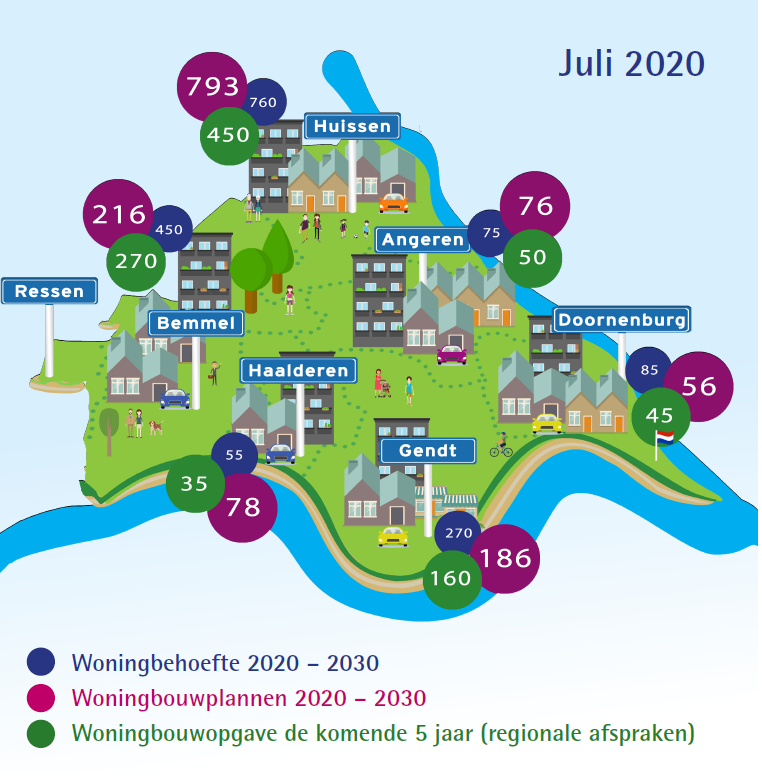 Juli 2020
793
760
450
Huissen
216
450
270
76
75
50
Angeren
Ressen
Bemmel
Doornenburg
Haalderen
85
56
45
Gendt
55
35
78
270
186
160
Woningbehoefte 2020 – 2030
Woningbouwplannen 2020 – 2030
Woningbouwopgave de komende 5 jaar (regionale afspraken)